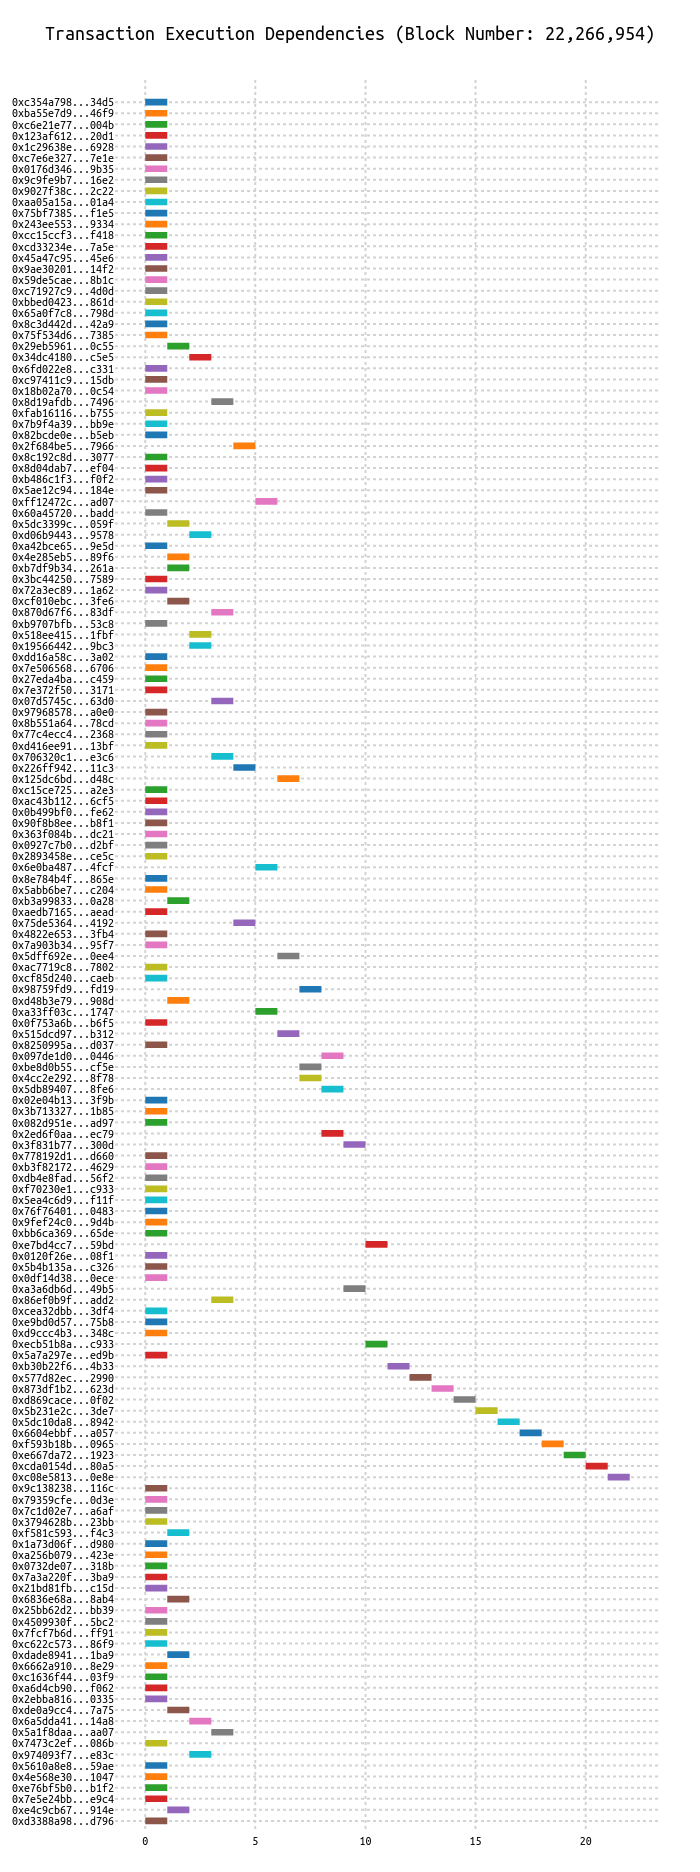 Transaction Execution Dependencies (Block Number: 22,266,954)
0xc354a798...34d5
0xba55e7d9...46f9
0xc6e21e77...004b
0x123af612...20d1
0x1c29638e...6928
0xc7e6e327...7e1e
0x0176d346...9b35
0x9c9fe9b7...16e2
0x9027f38c...2c22
0xaa05a15a...01a4
0x75bf7385...f1e5
0x243ee553...9334
0xcc15ccf3...f418
0xcd33234e...7a5e
0x45a47c95...45e6
0x9ae30201...14f2
0x59de5cae...8b1c
0xc71927c9...4d0d
0xbbed0423...861d
0x65a0f7c8...798d
0x8c3d442d...42a9
0x75f534d6...7385
0x29eb5961...0c55
0x34dc4180...c5e5
0x6fd022e8...c331
0xc97411c9...15db
0x18b02a70...0c54
0x8d19afdb...7496
0xfab16116...b755
0x7b9f4a39...bb9e
0x82bcde0e...b5eb
0x2f684be5...7966
0x8c192c8d...3077
0x8d04dab7...ef04
0xb486c1f3...f0f2
0x5ae12c94...184e
0xff12472c...ad07
0x60a45720...badd
0x5dc3399c...059f
0xd06b9443...9578
0xa42bce65...9e5d
0x4e285eb5...89f6
0xb7df9b34...261a
0x3bc44250...7589
0x72a3ec89...1a62
0xcf010ebc...3fe6
0x870d67f6...83df
0xb9707bfb...53c8
0x518ee415...1fbf
0x19566442...9bc3
0xdd16a58c...3a02
0x7e506568...6706
0x27eda4ba...c459
0x7e372f50...3171
0x07d5745c...63d0
0x97968578...a0e0
0x8b551a64...78cd
0x77c4ecc4...2368
0xd416ee91...13bf
0x706320c1...e3c6
0x226ff942...11c3
0x125dc6bd...d48c
0xc15ce725...a2e3
0xac43b112...6cf5
0x0b499bf0...fe62
0x90f8b8ee...b8f1
0x363f084b...dc21
0x0927c7b0...d2bf
0x2893458e...ce5c
0x6e0ba487...4fcf
0x8e784b4f...865e
0x5abb6be7...c204
0xb3a99833...0a28
0xaedb7165...aead
0x75de5364...4192
0x4822e653...3fb4
0x7a903b34...95f7
0x5dff692e...0ee4
0xac7719c8...7802
0xcf85d240...caeb
0x98759fd9...fd19
0xd48b3e79...908d
0xa33ff03c...1747
0x0f753a6b...b6f5
0x515dcd97...b312
0x8250995a...d037
0x097de1d0...0446
0xbe8d0b55...cf5e
0x4cc2e292...8f78
0x5db89407...8fe6
0x02e04b13...3f9b
0x3b713327...1b85
0x082d951e...ad97
0x2ed6f0aa...ec79
0x3f831b77...300d
0x778192d1...d660
0xb3f82172...4629
0xdb4e8fad...56f2
0xf70230e1...c933
0x5ea4c6d9...f11f
0x76f76401...0483
0x9fef24c0...9d4b
0xbb6ca369...65de
0xe7bd4cc7...59bd
0x0120f26e...08f1
0x5b4b135a...c326
0x0df14d38...0ece
0xa3a6db6d...49b5
0x86ef0b9f...add2
0xcea32dbb...3df4
0xe9bd0d57...75b8
0xd9ccc4b3...348c
0xecb51b8a...c933
0x5a7a297e...ed9b
0xb30b22f6...4b33
0x577d82ec...2990
0x873df1b2...623d
0xd869cace...0f02
0x5b231e2c...3de7
0x5dc10da8...8942
0x6604ebbf...a057
0xf593b18b...0965
0xe667da72...1923
0xcda0154d...80a5
0xc08e5813...0e8e
0x9c138238...116c
0x79359cfe...0d3e
0x7c1d02e7...a6af
0x3794628b...23bb
0xf581c593...f4c3
0x1a73d06f...d980
0xa256b079...423e
0x0732de07...318b
0x7a3a220f...3ba9
0x21bd81fb...c15d
0x6836e68a...8ab4
0x25bb62d2...bb39
0x4509930f...5bc2
0x7fcf7b6d...ff91
0xc622c573...86f9
0xdade8941...1ba9
0x6662a910...8e29
0xc1636f44...03f9
0xa6d4cb90...f062
0x2ebba816...0335
0xde0a9cc4...7a75
0x6a5dda41...14a8
0x5a1f8daa...aa07
0x7473c2ef...086b
0x974093f7...e83c
0x5610a8e8...59ae
0x4e568e30...1047
0xe76bf5b0...b1f2
0x7e5e24bb...e9c4
0xe4c9cb67...914e
0xd3388a98...d796
0 5 10 15 20